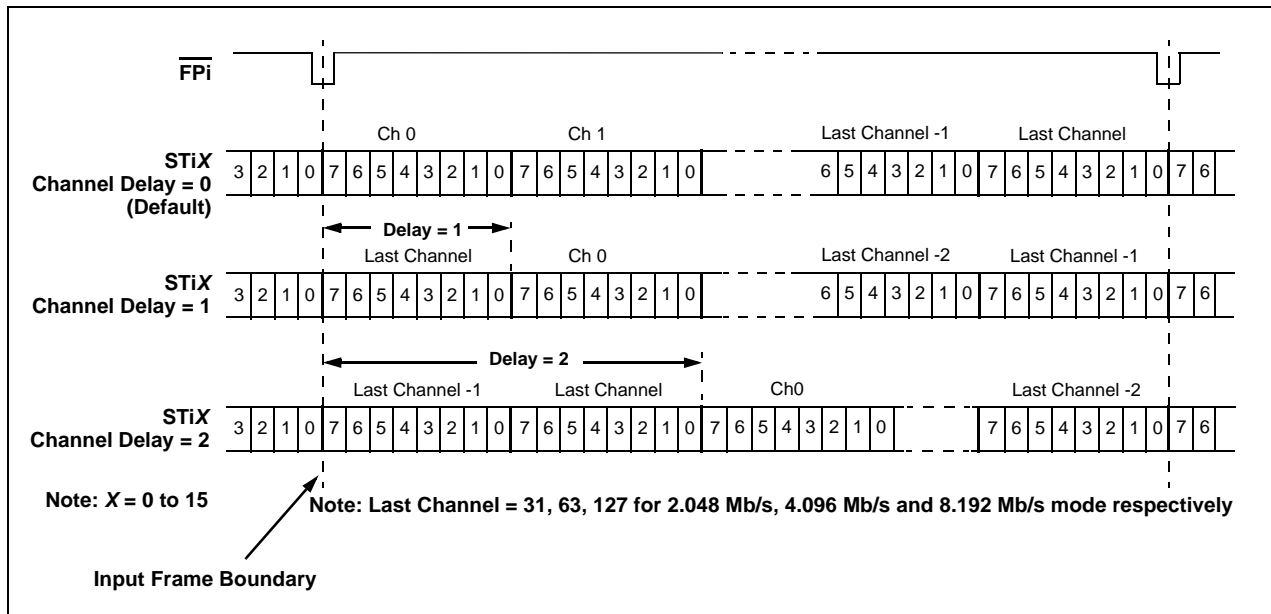 FPi
Ch 0 Ch 1 Last Channel -1 Last Channel
STiX
Channel Delay = 0
(Default)
3 2 1 0 7 6 5 4 3 2 1 0 7 6 5 4 3 2 1 0 6 5 4 3 2 1 0 7 6 5 4 3 2 1 0 7 6
Delay = 1
Last Channel Ch 0 Last Channel -2 Last Channel -1
STiX
Channel Delay = 1
3 2 1 0 7 6 5 4 3 2 1 0 7 6 5 4 3 2 1 0 6 5 4 3 2 1 0 7 6 5 4 3 2 1 0 7 6
Delay = 2
Last Channel -1 Last Channel Ch0 Last Channel -2
STiX
Channel Delay = 2
3 2 1 0 7 6 5 4 3 2 1 0 7 6 5 4 3 2 1 0 7 6 5 4 3 2 1 0 7 6 5 4 3 2 1 0 7 6
Note: X = 0 to 15
Note: Last Channel = 31, 63, 127 for 2.048 Mb/s, 4.096 Mb/s and 8.192 Mb/s mode respectively
Input Frame Boundary